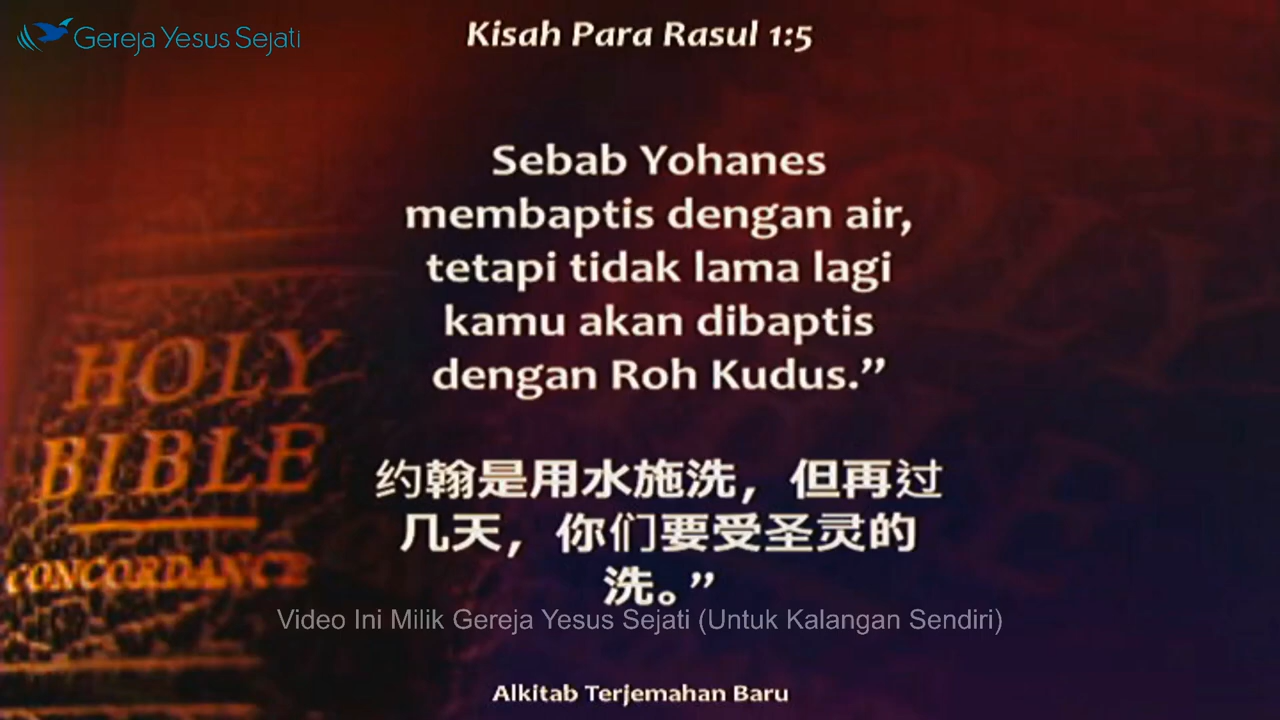 Gereja Yesus Sejati
Kisah Para Rasul 1:5
Sebab Yohanes
membaptis dengan air,
tetapi tidak lama lagi
kamu akan dibaptis
dengan Roh Kudus.”
约翰是用水施洗，但再过
几天，你们要受圣灵的
洗。”
HOLY
BIBLE
CONCORDANCE
Video Ini Milik Gereja Yesus Sejati (Untuk Kalangan Sendiri)
Alkitab Terjemahan Baru